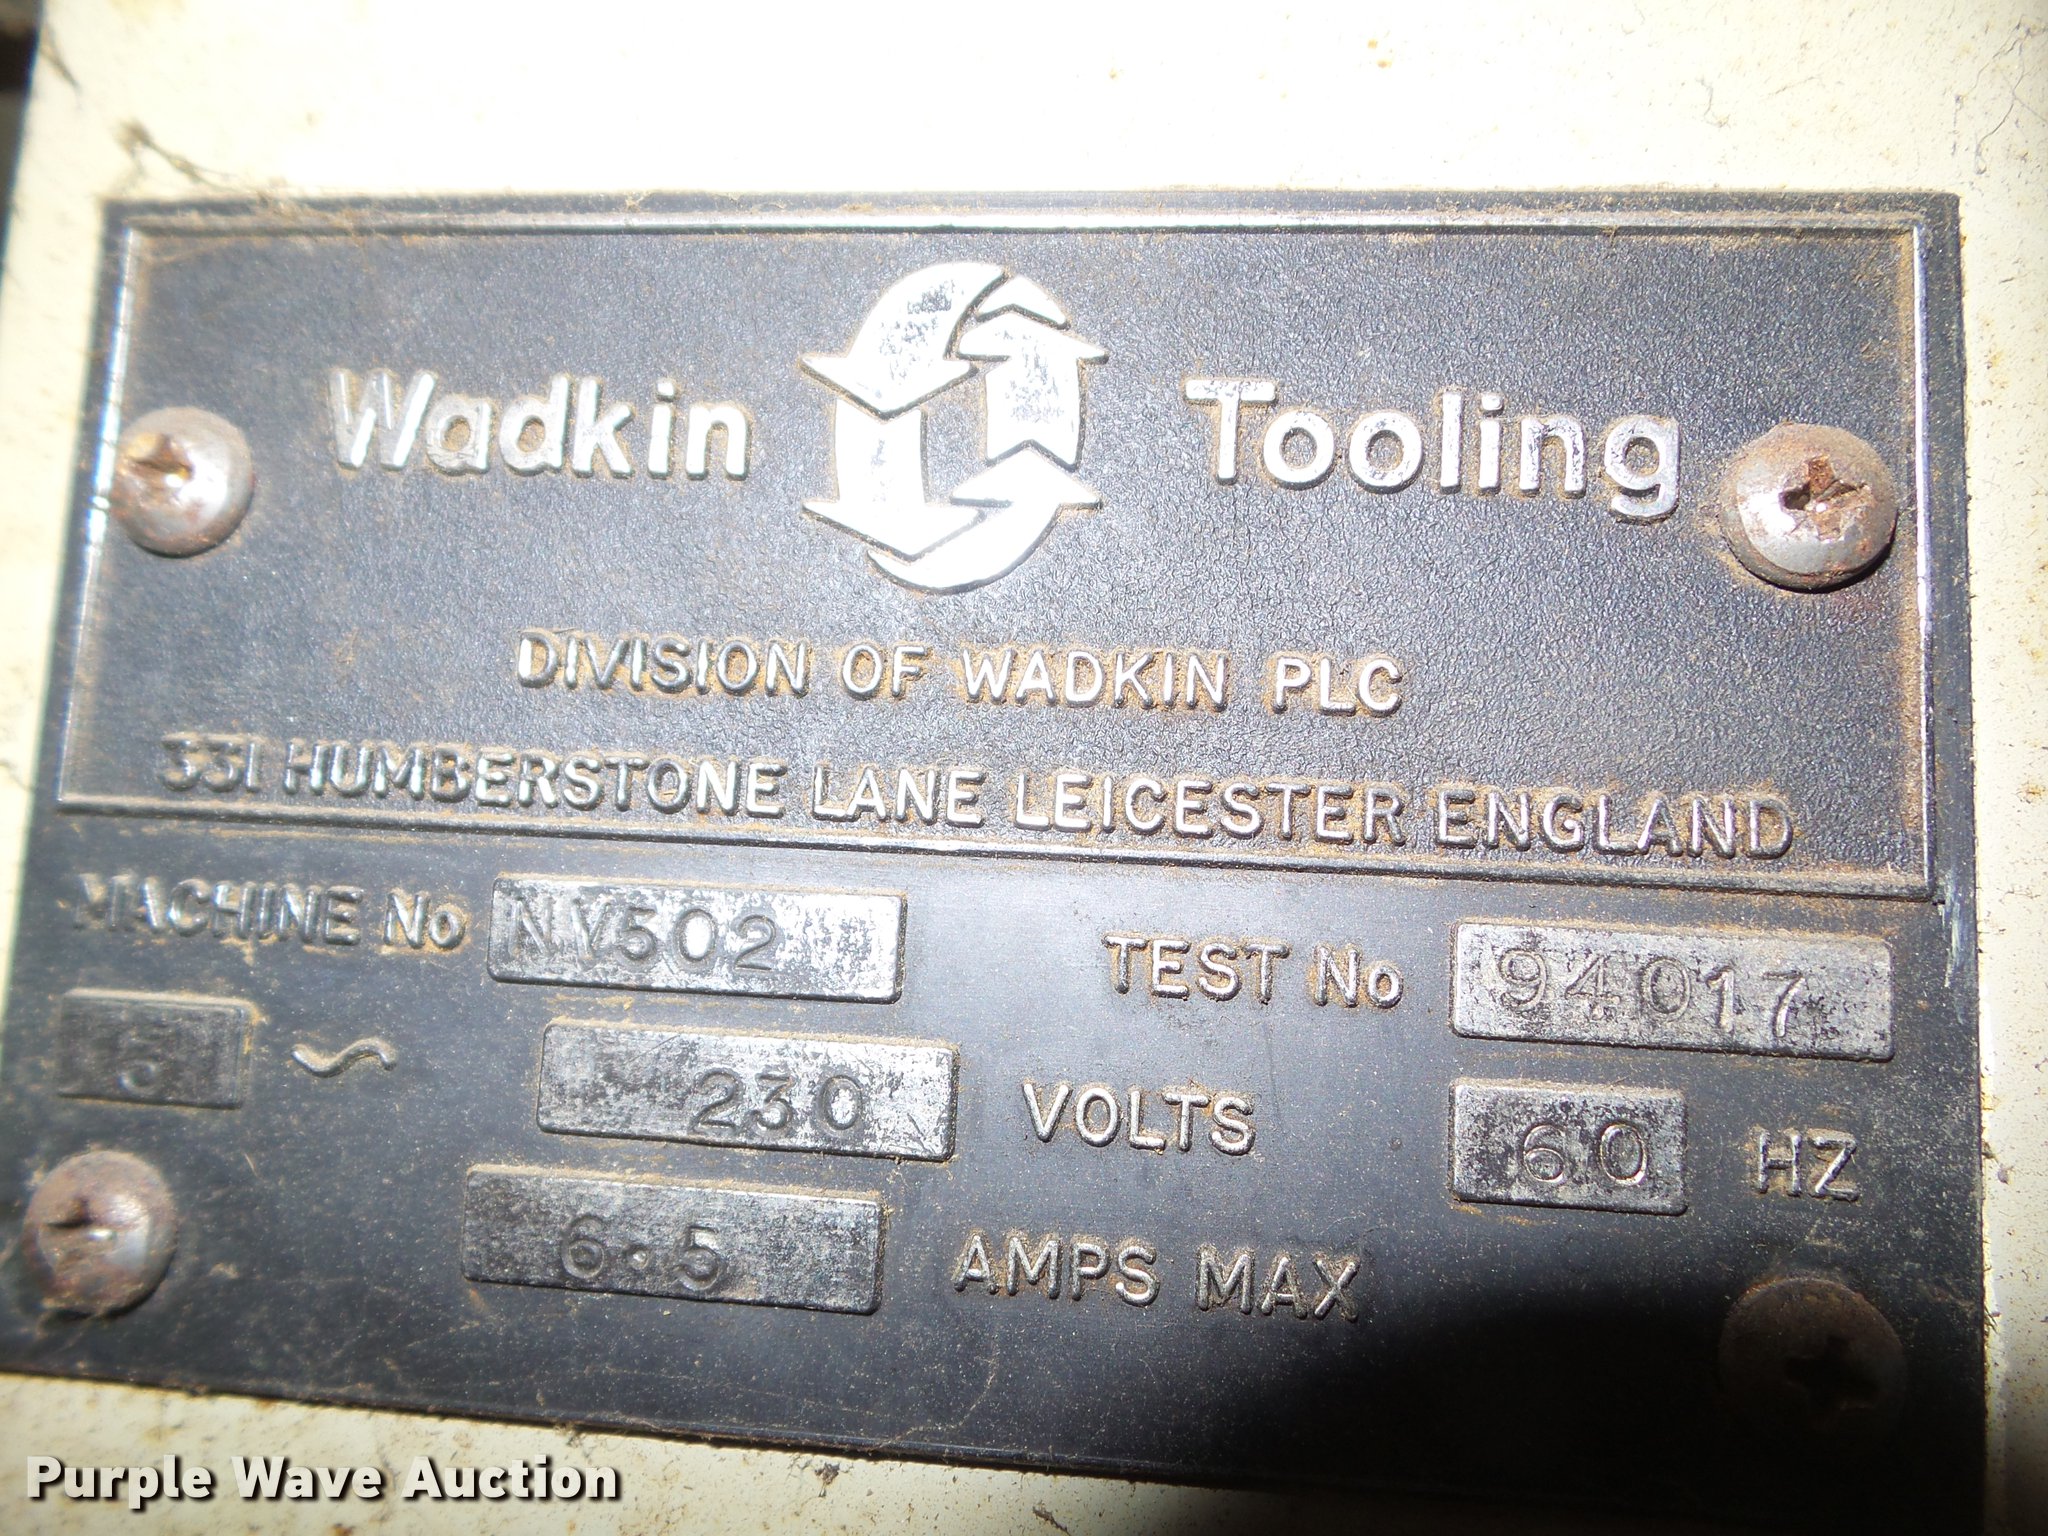 Wadkin Tooling
DIVISION OF WADKIN PLC
331 HUMBERSTONE LANE LEICESTER ENGLAND
MACHINE No NV502 TEST No 94017
~ 230 VOLTS 60 HZ
6.5 AMPS MAX
Purple Wave Auction